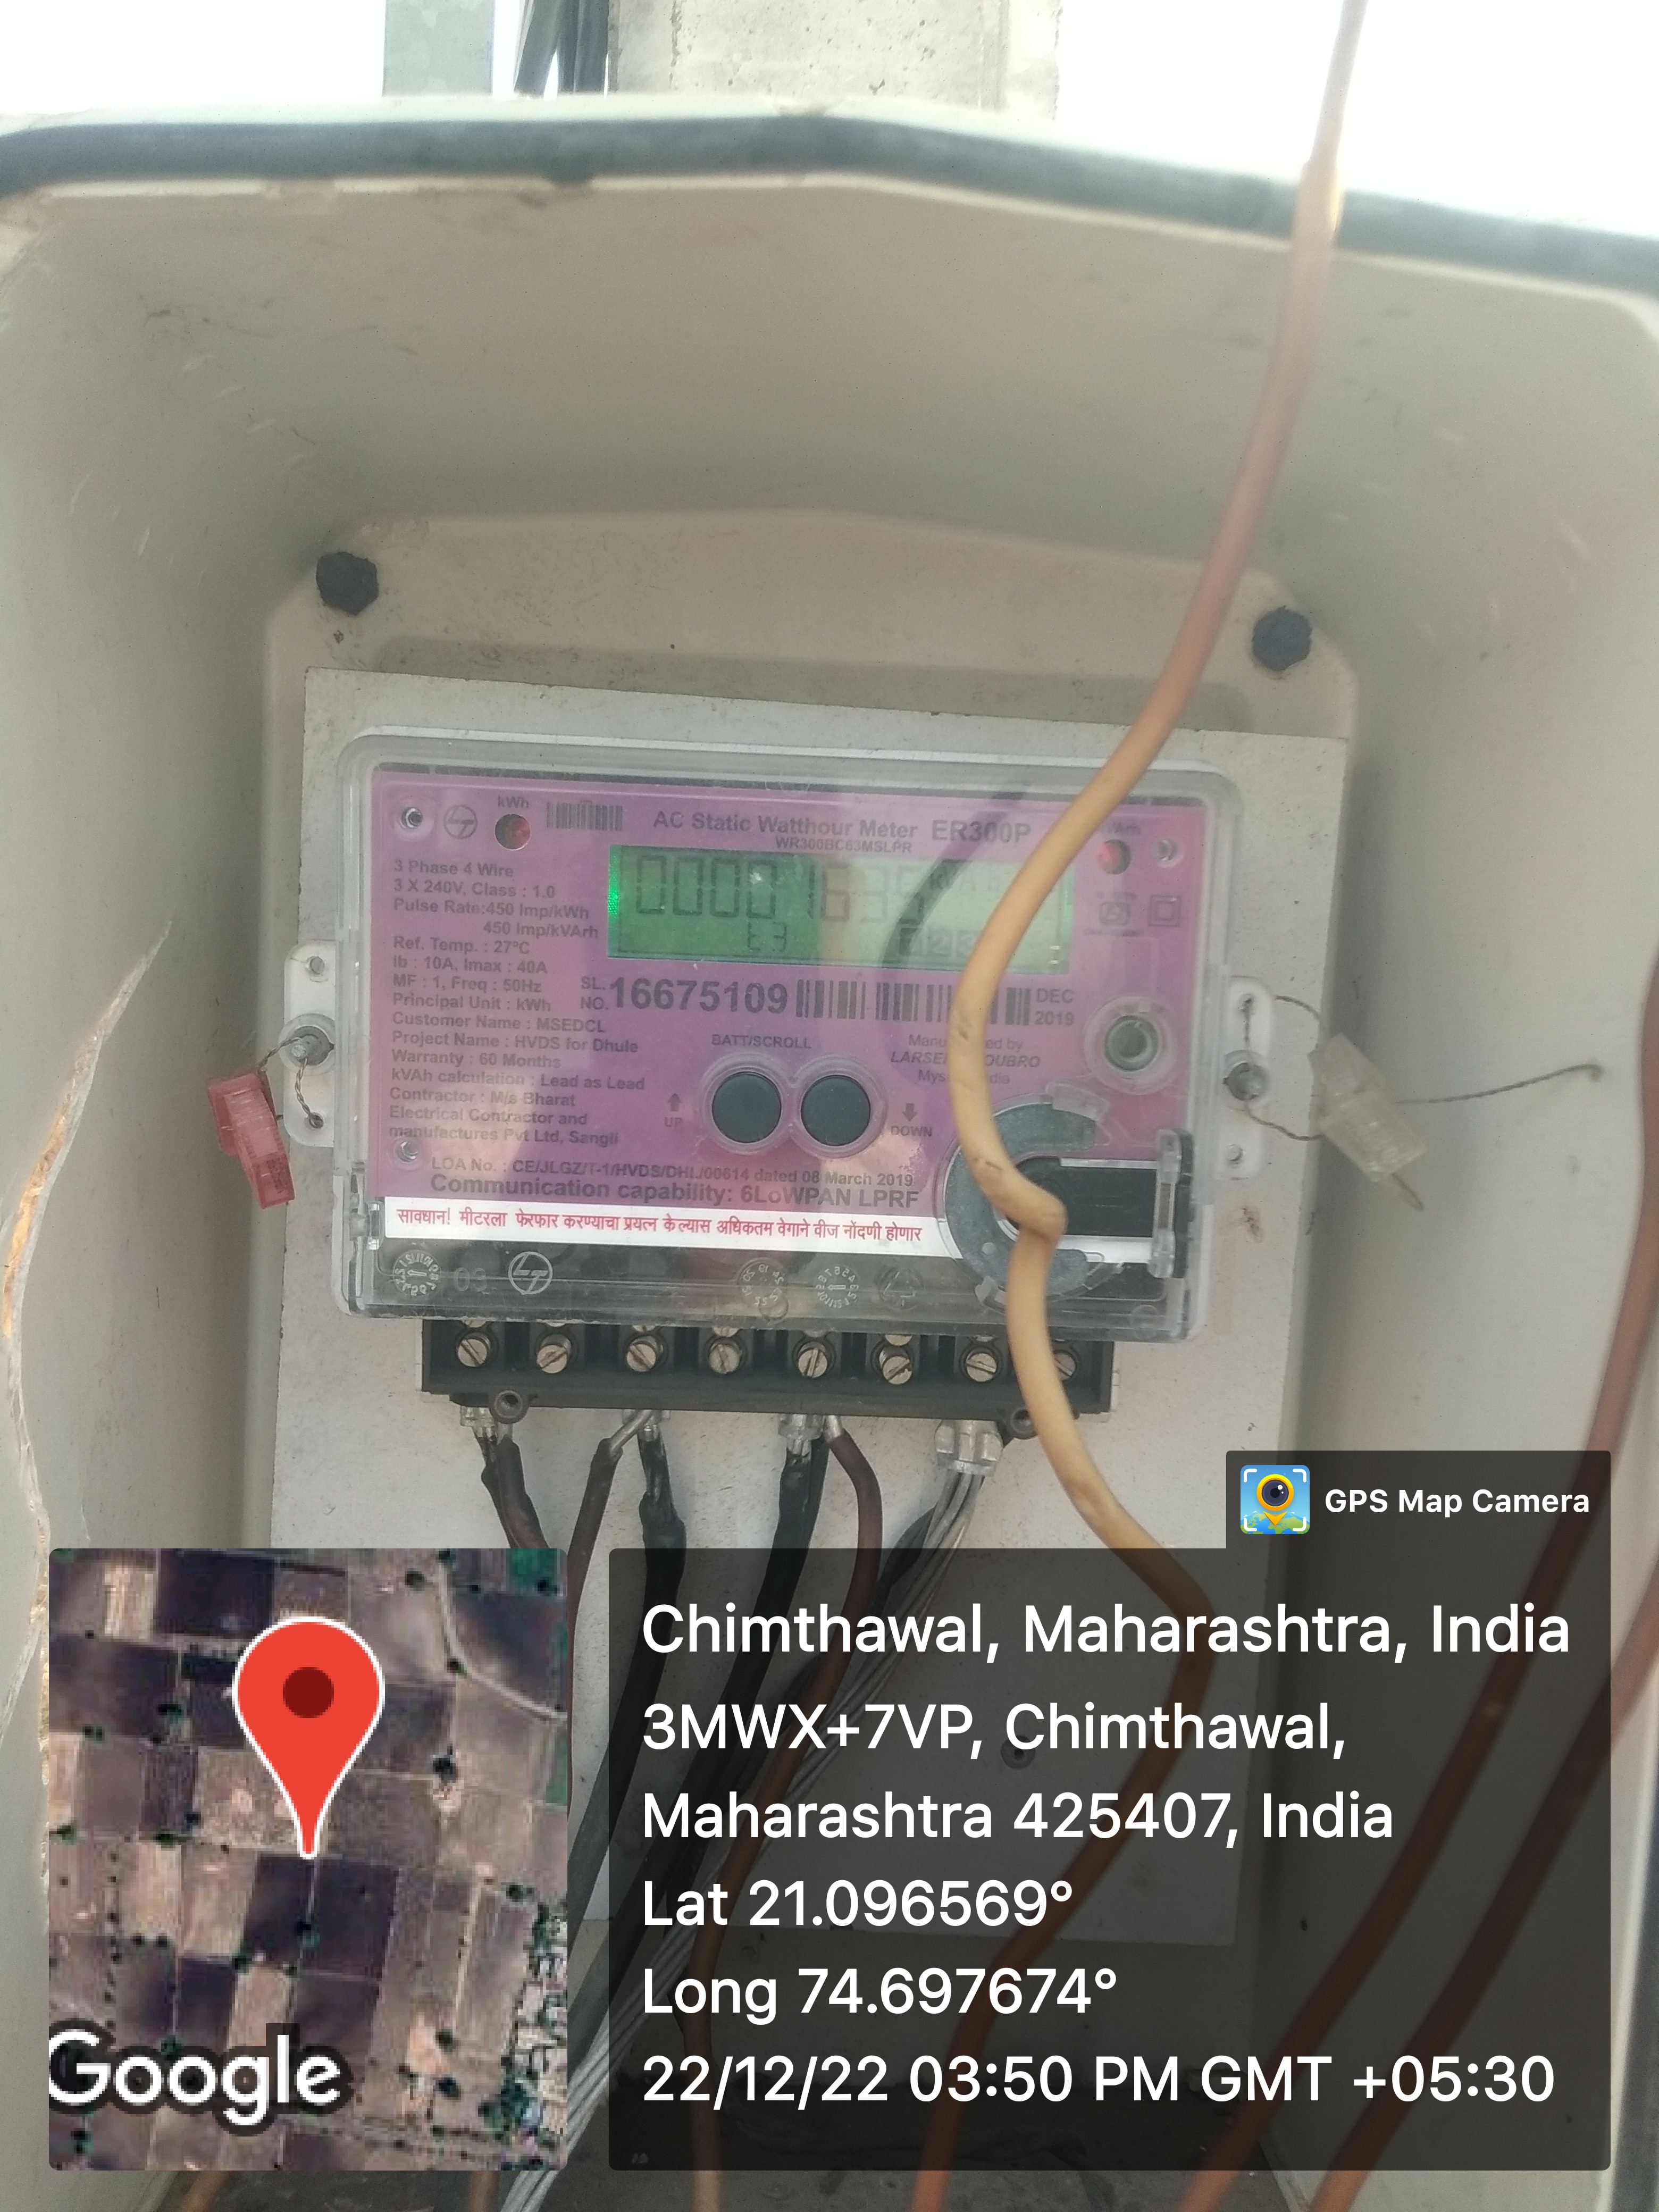 kWh
AC Static Watthour Meter ER300P
WR300BC63MSLPR
3 Phase 4 Wire
3 X 240V, Class : 1.0
Pulse Rate:450 Imp/kWh
450 Imp/kVArh
Ref. Temp. : 27°C
Ib : 10A, Imax : 40A
MF : 1, Freq : 50Hz
Principal Unit : kWh
Customer Name : MSEDCL
Project Name : HVDS for Dhule
Warranty : 60 Months
kVAh calculation : Lead as Lead
Contractor : M/s Bharat
Electrical Contractor and
manufactures Pvt Ltd, Sangli
t3
SL.
NO. 16675109
DEC
2019
BATT/SCROLL
UP
DOWN
LOA No. : CE/JLGZ/T-1/HVDS/DHL/00614 dated 08 March 2019
Communication capability: 6LoWPAN LPRF
सावधान! मीटरला फेरफार करण्याचा प्रयत्न केल्यास अधिकतम वेगाने वीज नोंदणी होणार
GPS Map Camera
Chimthawal, Maharashtra, India
3MWX+7VP, Chimthawal,
Maharashtra 425407, India
Lat 21.096569°
Long 74.697674°
22/12/22 03:50 PM GMT +05:30
Google